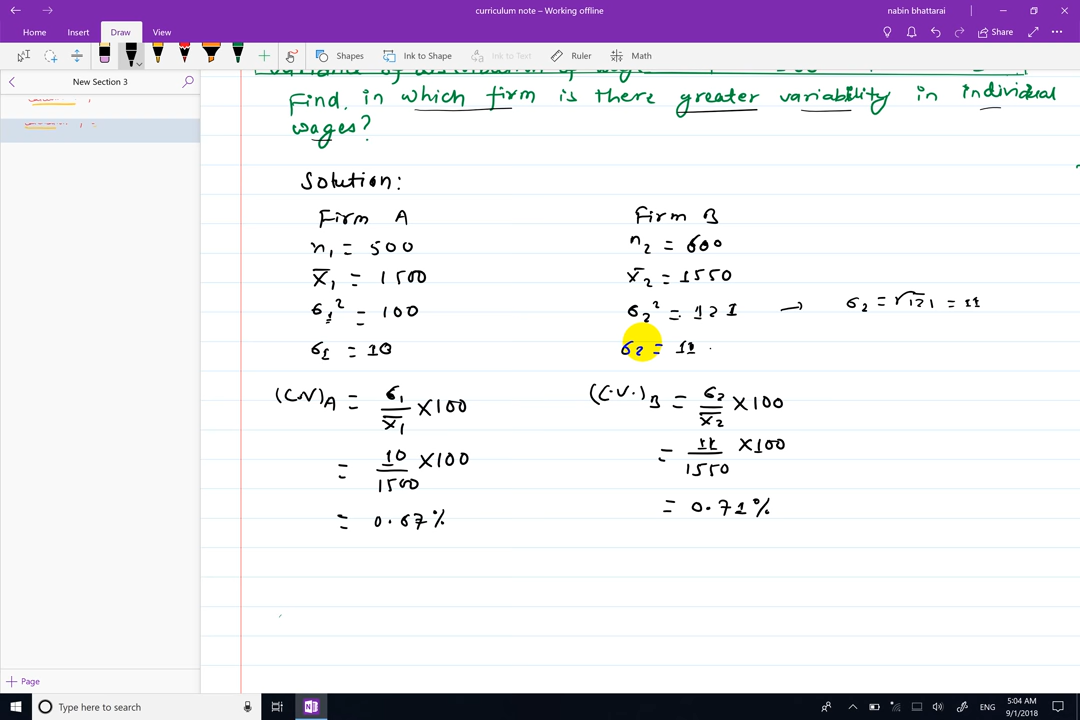 curriculum note – Working offline
nabin bhattarai
Home Insert Draw View
Share
Shapes Ink to Shape Ink to Text Ruler Math
New Section 3
Find, in which firm is there greater variability in individual
wages?
Solution:
Firm A
n₁ = 500
x̄₁ = 1500
σ₁² = 100
σ₁ = 10
(CV)A = σ₁/x̄₁ × 100
= 10/1500 × 100
= 0.67%
Firm B
n₂ = 600
x̄₂ = 1550
σ₂² = 121 → σ₂ = √121 = 11
σ₂ = 11
(C.V.)B = σ₂/x̄₂ × 100
= 11/1550 × 100
= 0.71%
+ Page
Type here to search
ENG
5:04 AM
9/1/2018